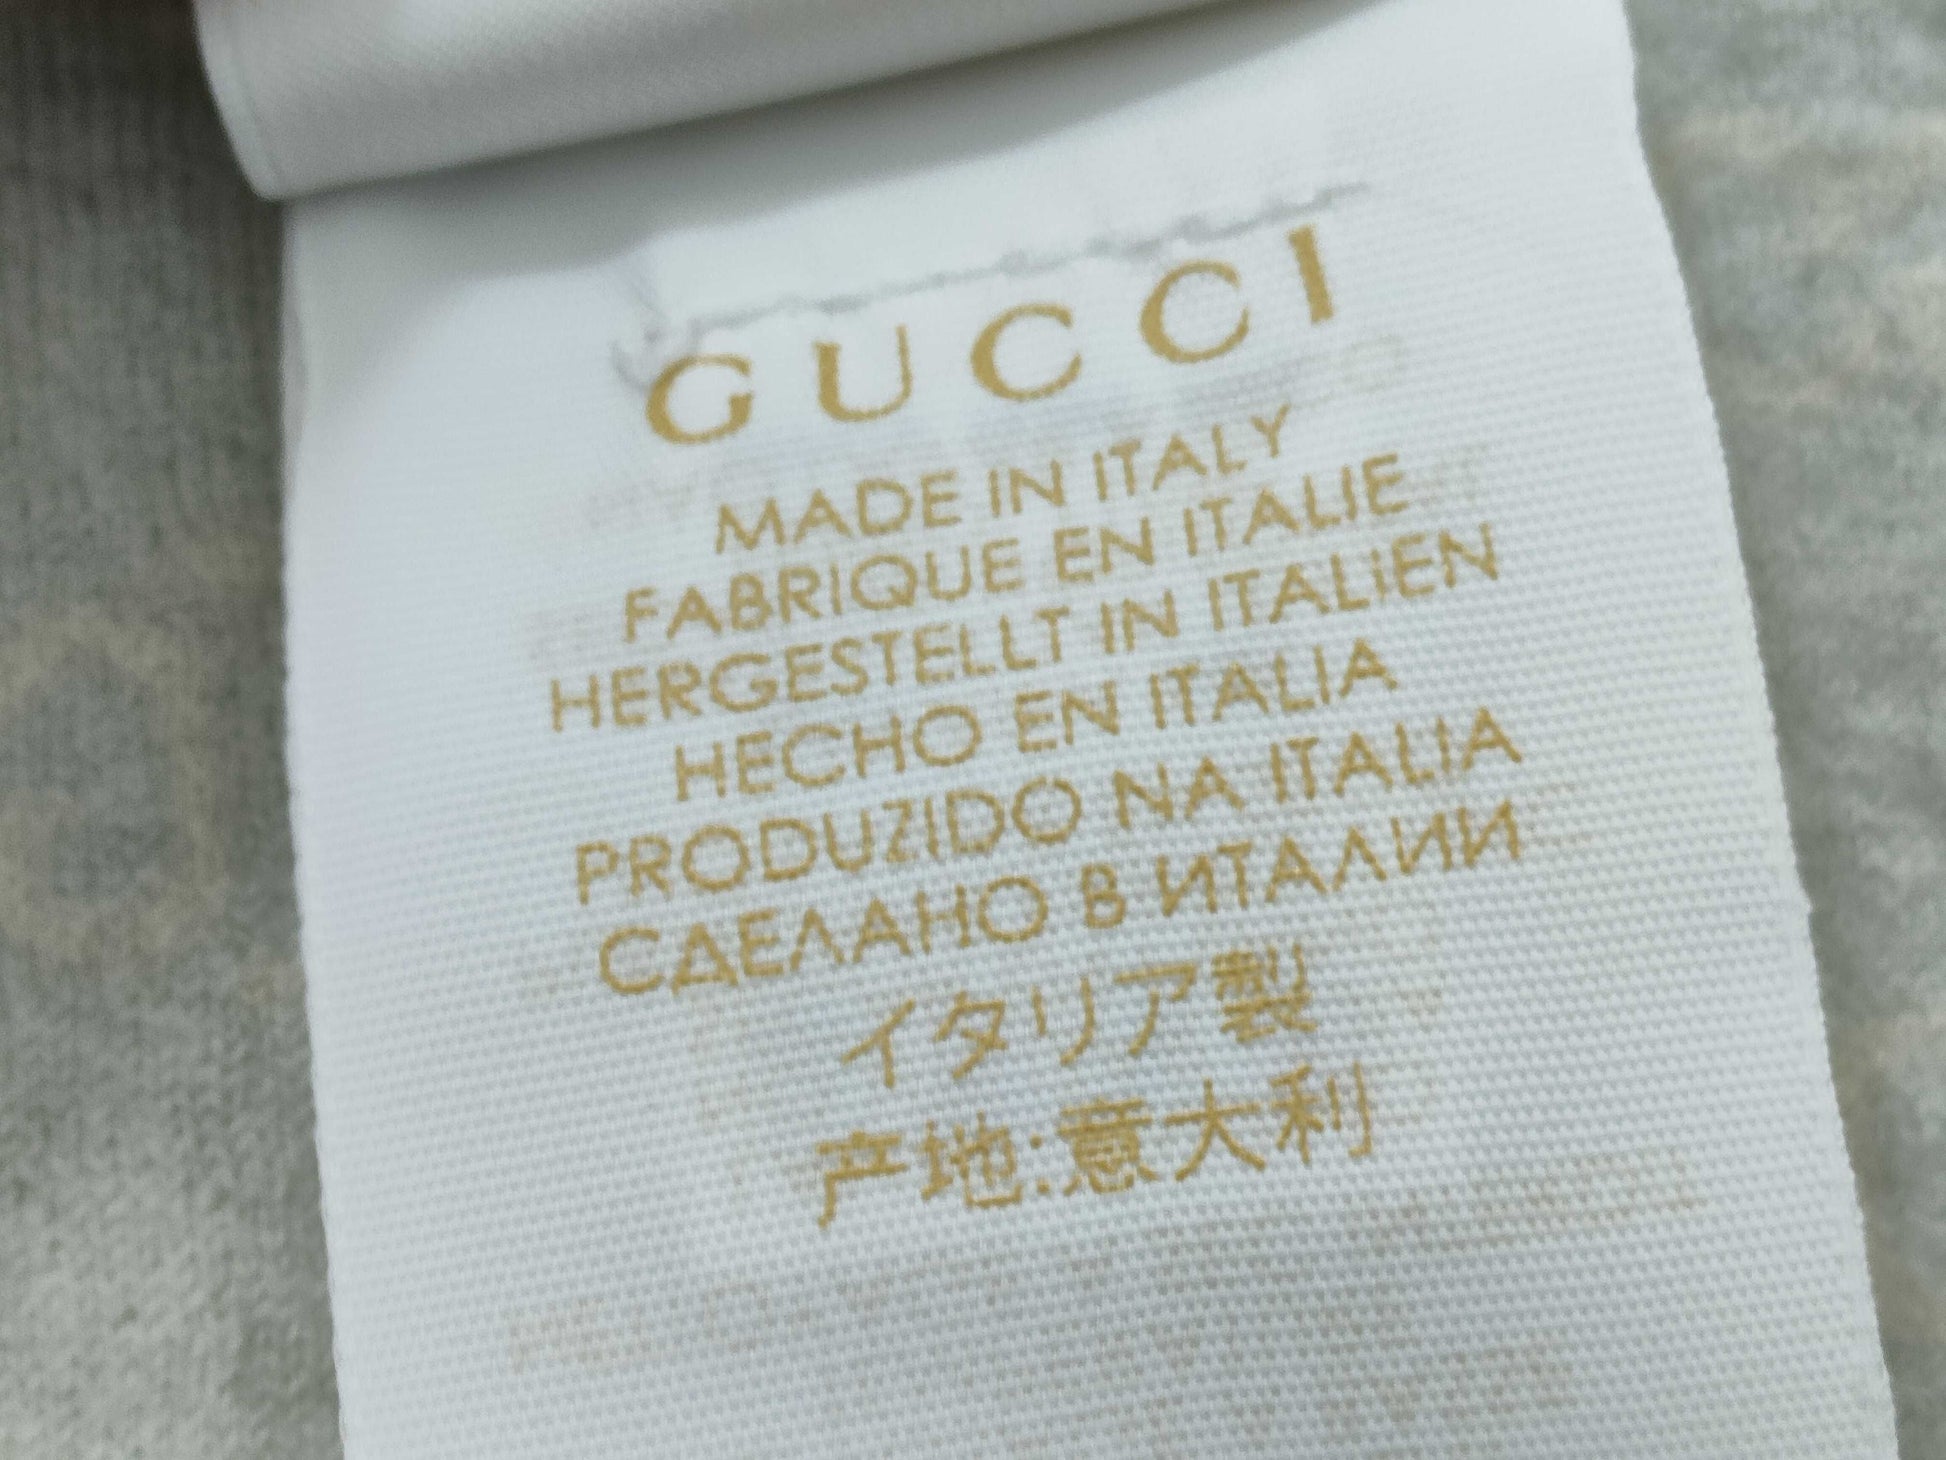 GUCCI
MADE IN ITALY
FABRIQUE EN ITALIE
HERGESTELLT IN ITALIEN
HECHO EN ITALIA
PRODUZIDO NA ITALIA
СДЕЛАНО В ИТАЛИИ
イタリア製
产地:意大利